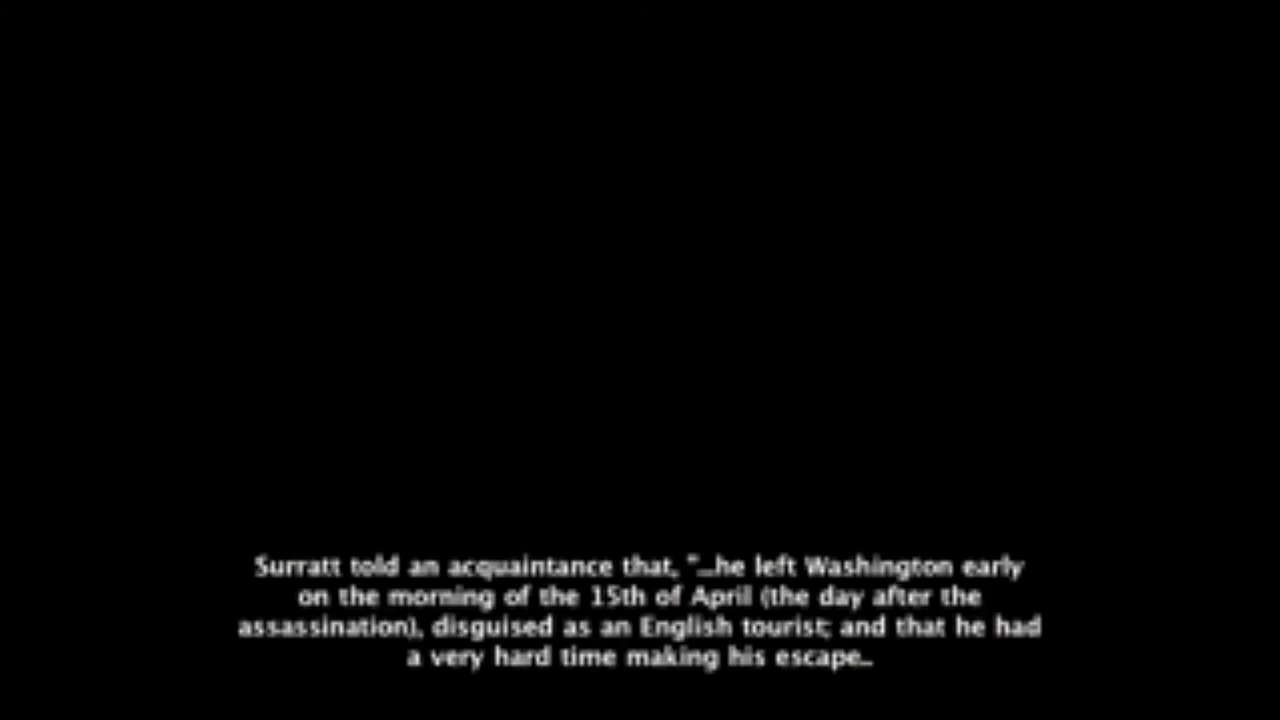 Surratt told an acquaintance that, "...he left Washington early
on the morning of the 15th of April (the day after the
assassination), disguised as an English tourist; and that he had
a very hard time making his escape...